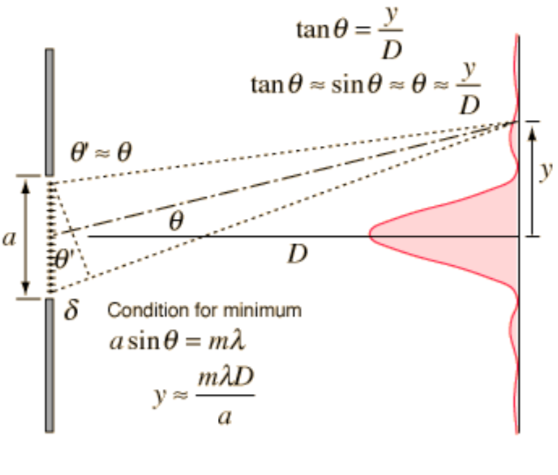 tanθ = y/D
tanθ ≈ sinθ ≈ θ ≈ y/D
θ' ≈ θ
y
a
θ
θ'
D
δ
Condition for minimum
a sinθ = mλ
y ≈ mλD/a